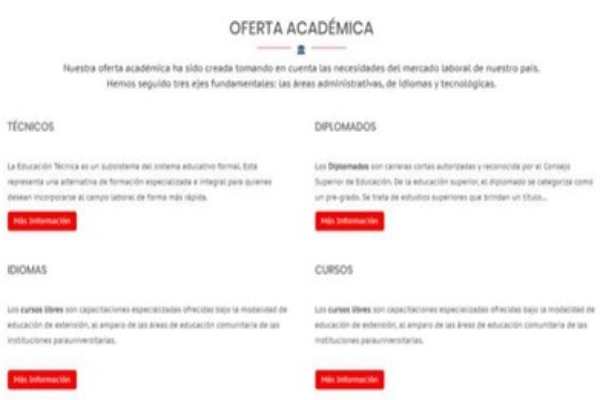 OFERTA ACADÉMICA
Nuestra oferta académica ha sido creada tomando en cuenta las necesidades del mercado laboral de nuestro país.
Hemos seguido tres ejes fundamentales: las áreas administrativas, de idiomas y tecnológicas.
TÉCNICOS
La Educación Técnica es un subsistema del sistema educativo formal. Esta
representa una alternativa de formación especializada e integral para quienes
desean incorporarse al campo laboral de forma más rápida.
Más Información
DIPLOMADOS
Los Diplomados son carreras cortas autorizadas y reconocida por el Consejo
Superior de Educación. De la educación superior, el diplomado se categoriza como
un pre-grado. Se trata de estudios superiores que brindan un título...
Más Información
IDIOMAS
Los cursos libres son capacitaciones especializadas ofrecidas bajo la modalidad de
educación de extensión, al amparo de las áreas de educación comunitaria de las
instituciones parauniversitarias.
Más Información
CURSOS
Los cursos libres son capacitaciones especializadas ofrecidas bajo la modalidad de
educación de extensión, al amparo de las áreas de educación comunitaria de las
instituciones parauniversitarias.
Más Información